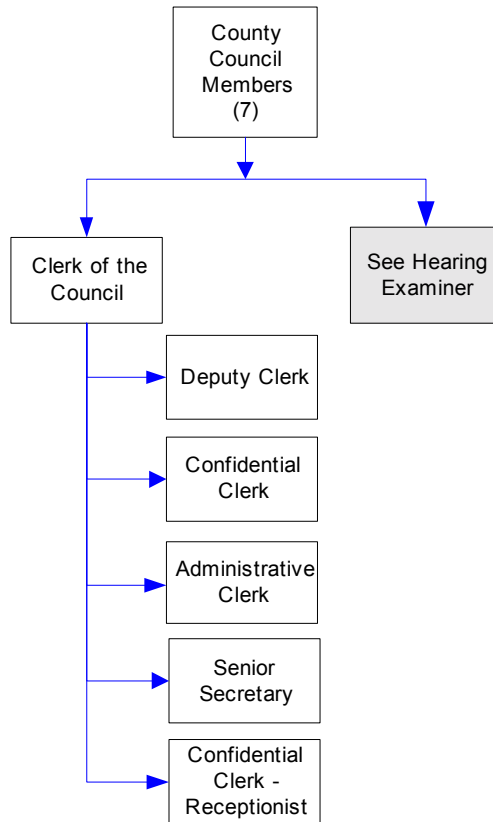 County
Council
Members
(7)
Clerk of the
Council
See Hearing
Examiner
Deputy Clerk
Confidential
Clerk
Administrative
Clerk
Senior
Secretary
Confidential
Clerk -
Receptionist